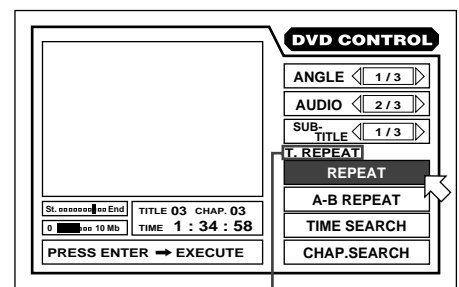 DVD CONTROL
ANGLE 1 / 3
AUDIO 2 / 3
SUB-
TITLE 1 / 3
T. REPEAT
REPEAT
A-B REPEAT
TIME SEARCH
CHAP.SEARCH
St. End
0 10 Mb
TITLE 03 CHAP. 03
TIME 1 : 34 : 58
PRESS ENTER ➞ EXECUTE